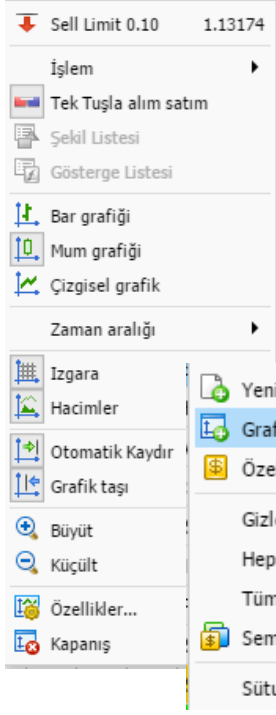 Sell Limit 0.10 1.13174
İşlem
Tek Tuşla alım satım
Şekil Listesi
Gösterge Listesi
Bar grafiği
Mum grafiği
Çizgisel grafik
Zaman aralığı
Izgara
Hacimler
Otomatik Kaydır
Grafik taşı
Büyüt
Küçült
Özellikler...
Kapanış